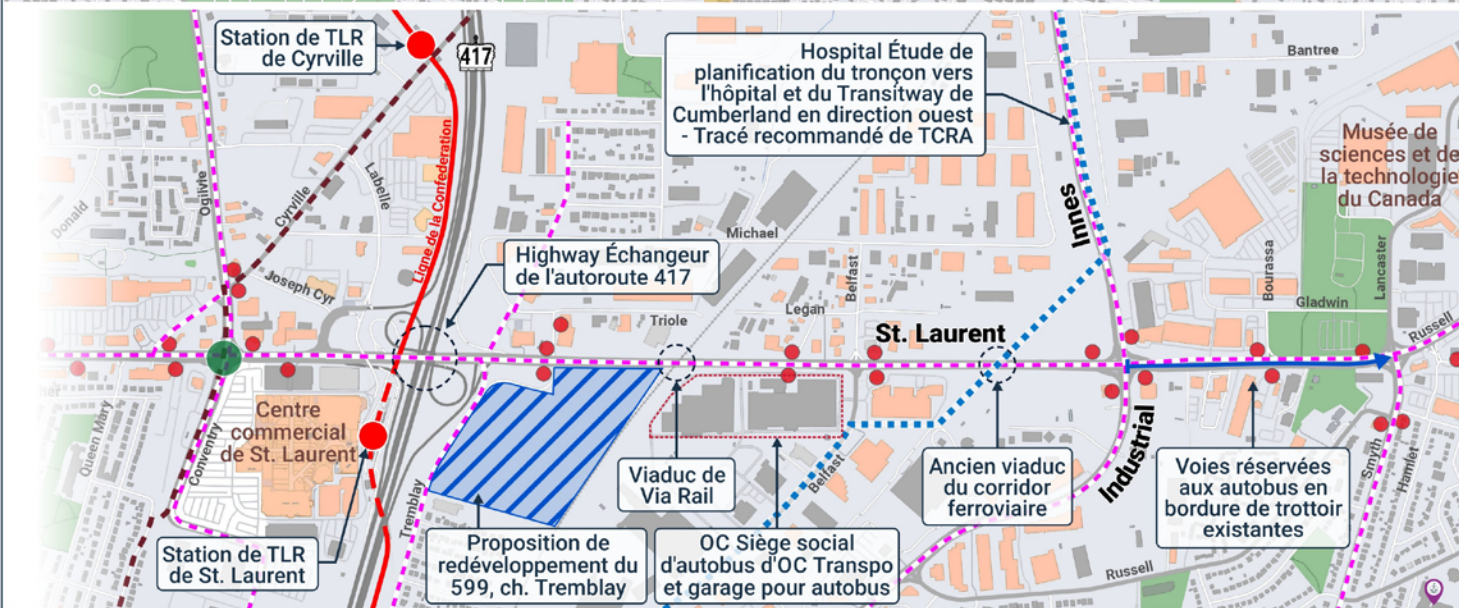 Station de TLR
de Cyrville
417
Hospital Étude de
planification du tronçon vers
l'hôpital et du Transitway de
Cumberland en direction ouest
- Tracé recommandé de TCRA
Bantree
Musée de
sciences et de
la technologie
du Canada
Donald
Ogilvie
Cyrville
Labelle
Ligne de la Confédération
Michael
Innes
Joseph Cyr
Highway Échangeur
de l'autoroute 417
Triole
Legan
Belfast
St. Laurent
Bourassa
Gladwin
Lancaster
Russell
Queen Mary
Conventry
Centre
commercial
de St. Laurent
Tremblay
Viaduc de
Via Rail
Belfast
Ancien viaduc
du corridor
ferroviaire
Industrial
Voies réservées
aux autobus en
bordure de trottoir
existantes
Smyth
Hamlet
Station de TLR
de St. Laurent
Proposition de
redéveloppement du
599, ch. Tremblay
OC Siège social
d'autobus d'OC Transpo
et garage pour autobus
Russell